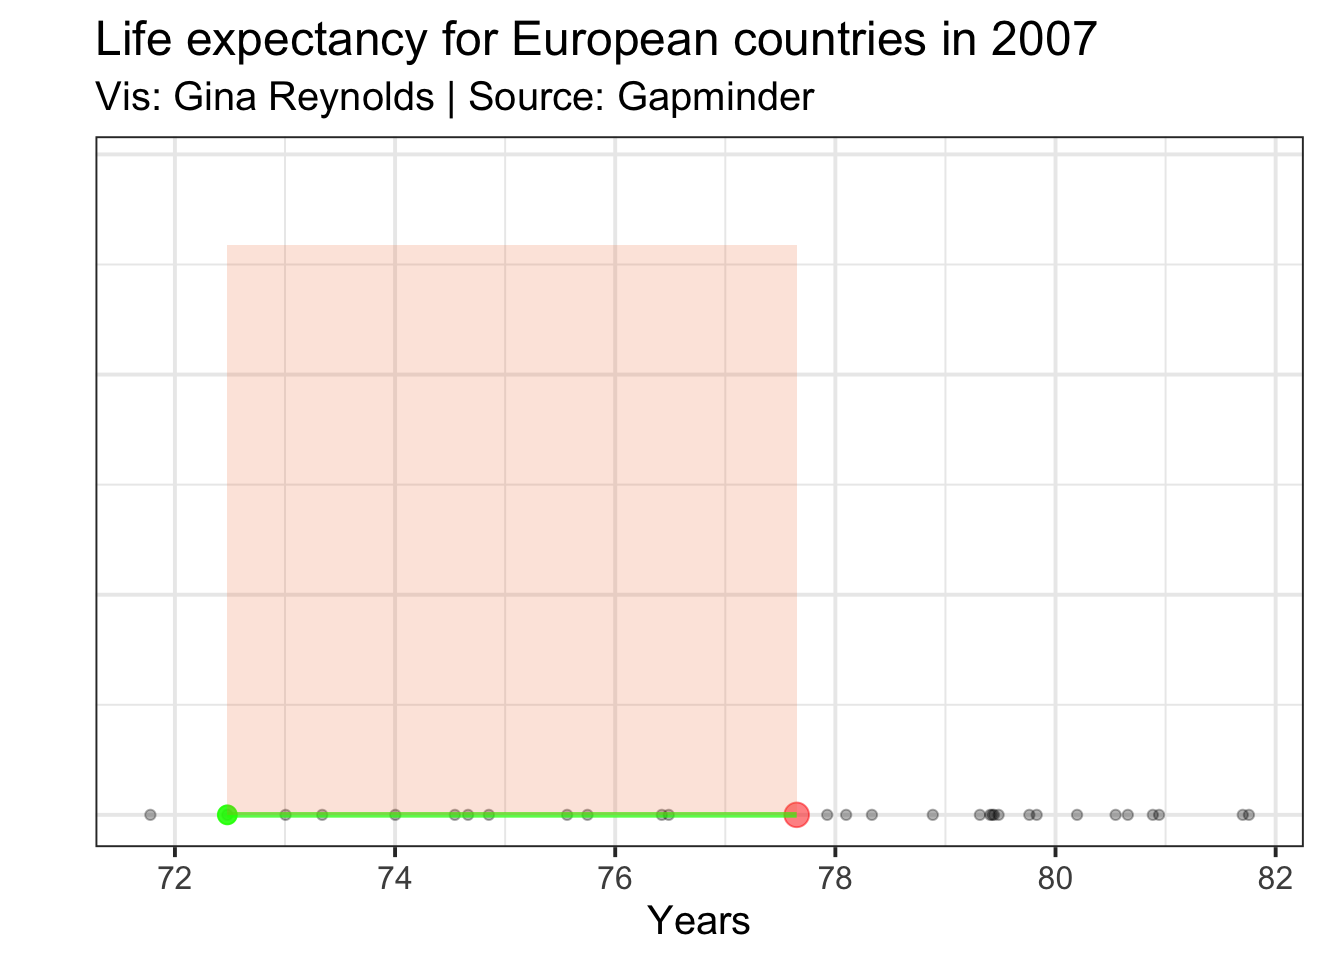 Life expectancy for European countries in 2007
Vis: Gina Reynolds | Source: Gapminder
72 74 76 78 80 82
Years